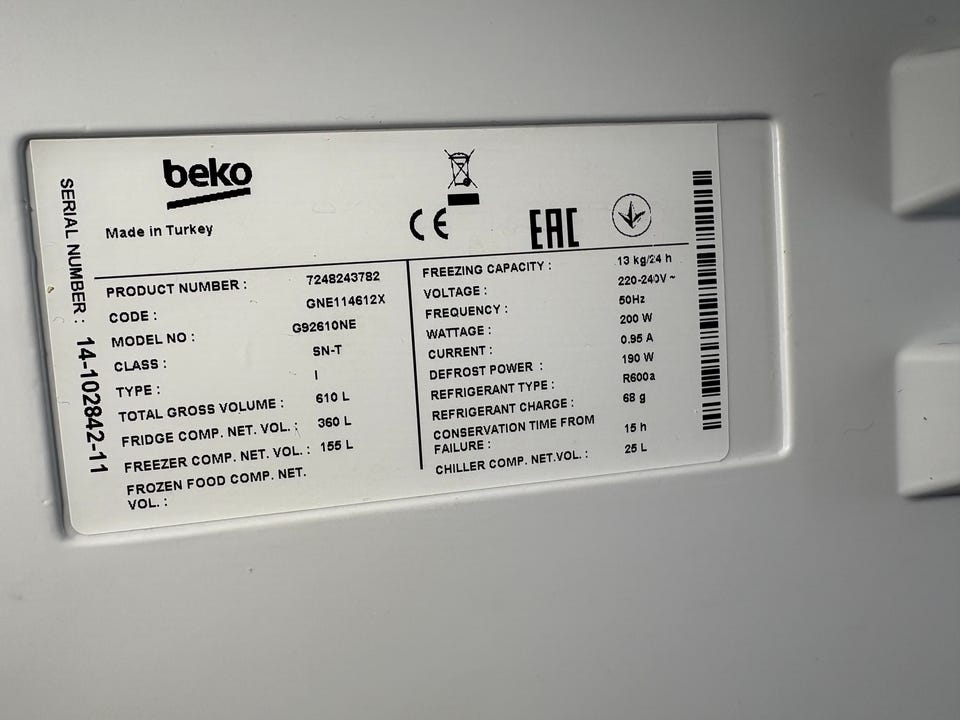 beko
Made in Turkey
CE
EAC
SERIAL NUMBER : 14-102842-11
PRODUCT NUMBER : 7248243782
CODE : GNE114612X
MODEL NO : G92610NE
CLASS : SN-T
TYPE : I
TOTAL GROSS VOLUME : 610 L
FRIDGE COMP. NET. VOL. : 360 L
FREEZER COMP. NET. VOL. : 155 L
FROZEN FOOD COMP. NET.
VOL. :
FREEZING CAPACITY : 13 kg/24 h
VOLTAGE : 220-240V ~
FREQUENCY : 50Hz
WATTAGE : 200 W
CURRENT : 0.95 A
DEFROST POWER : 190 W
REFRIGERANT TYPE : R600a
REFRIGERANT CHARGE : 68 g
CONSERVATION TIME FROM
FAILURE : 15 h
CHILLER COMP. NET.VOL. : 25 L